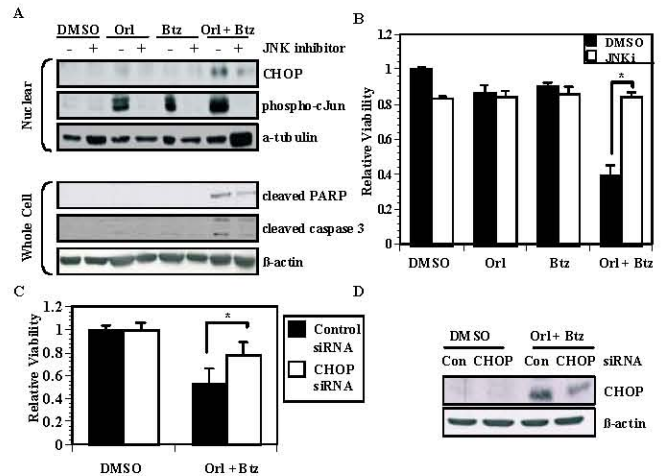 A
DMSO Orl Btz Orl + Btz
- + - + - + - + JNK inhibitor
Nuclear
CHOP
phospho-cJun
a-tubulin
Whole Cell
cleaved PARP
cleaved caspase 3
ß-actin
B
Relative Viability
1.2
1
0.8
0.6
0.4
0.2
0
DMSO
JNKi
*
DMSO Orl Btz Orl + Btz
C
Relative Viability
1.2
1
0.8
0.6
0.4
0.2
0
*
Control siRNA
CHOP siRNA
DMSO Orl + Btz
D
DMSO Orl + Btz
Con CHOP Con CHOP siRNA
CHOP
ß-actin